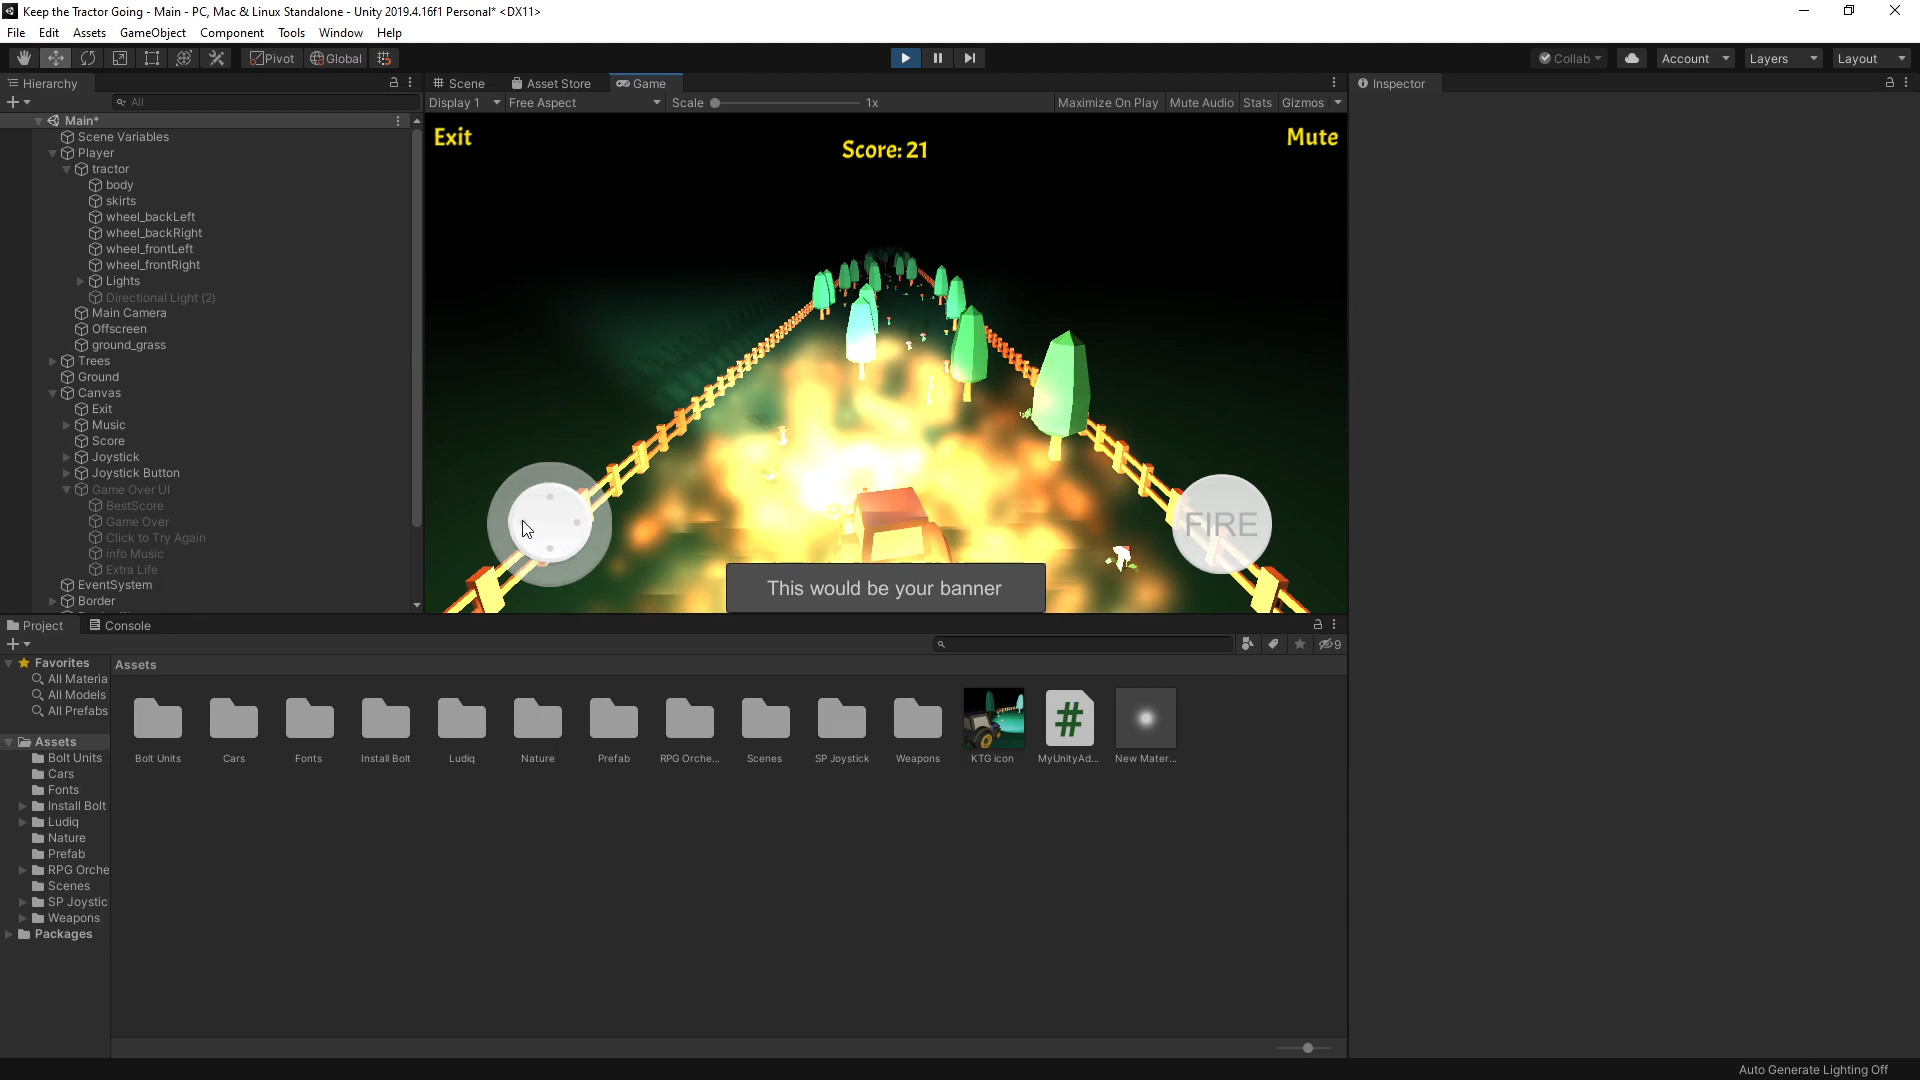 Keep the Tractor Going - Main - PC, Mac & Linux Standalone - Unity 2019.4.16f1 Personal* <DX11>
File Edit Assets GameObject Component Tools Window Help
Pivot Global Collab Account Layers Layout
Hierarchy Scene Asset Store Game Inspector
All Display 1 Free Aspect Scale 1x Maximize On Play Mute Audio Stats Gizmos
Main*
Scene Variables
Player
tractor
body
skirts
wheel_backLeft
wheel_backRight
wheel_frontLeft
wheel_frontRight
Lights
Directional Light (2)
Main Camera
Offscreen
ground_grass
Trees
Ground
Canvas
Exit
Music
Score
Joystick
Joystick Button
Game Over UI
BestScore
Game Over
Click to Try Again
info Music
Extra Life
EventSystem
Border
Exit
Score: 21
Mute
FIRE
This would be your banner
Project Console
9
Favorites
All Materia
All Models
All Prefabs
Assets
Bolt Units
Cars
Fonts
Install Bolt
Ludiq
Nature
Prefab
RPG Orche
Scenes
SP Joystic
Weapons
Packages
Assets
Bolt Units Cars Fonts Install Bolt Ludiq Nature Prefab RPG Orche... Scenes SP Joystick Weapons KTG icon MyUnityAd... New Mater...
#
Auto Generate Lighting Off